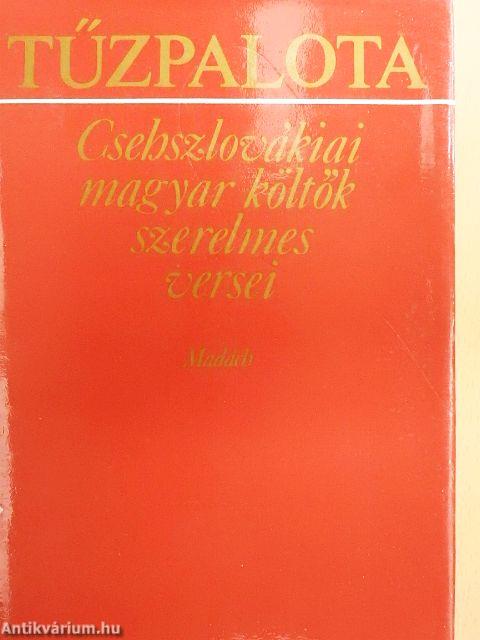 TŰZPALOTA
Csehszlovákiai
magyar költők
szerelmes
versei
Madách
Antikvárium.hu